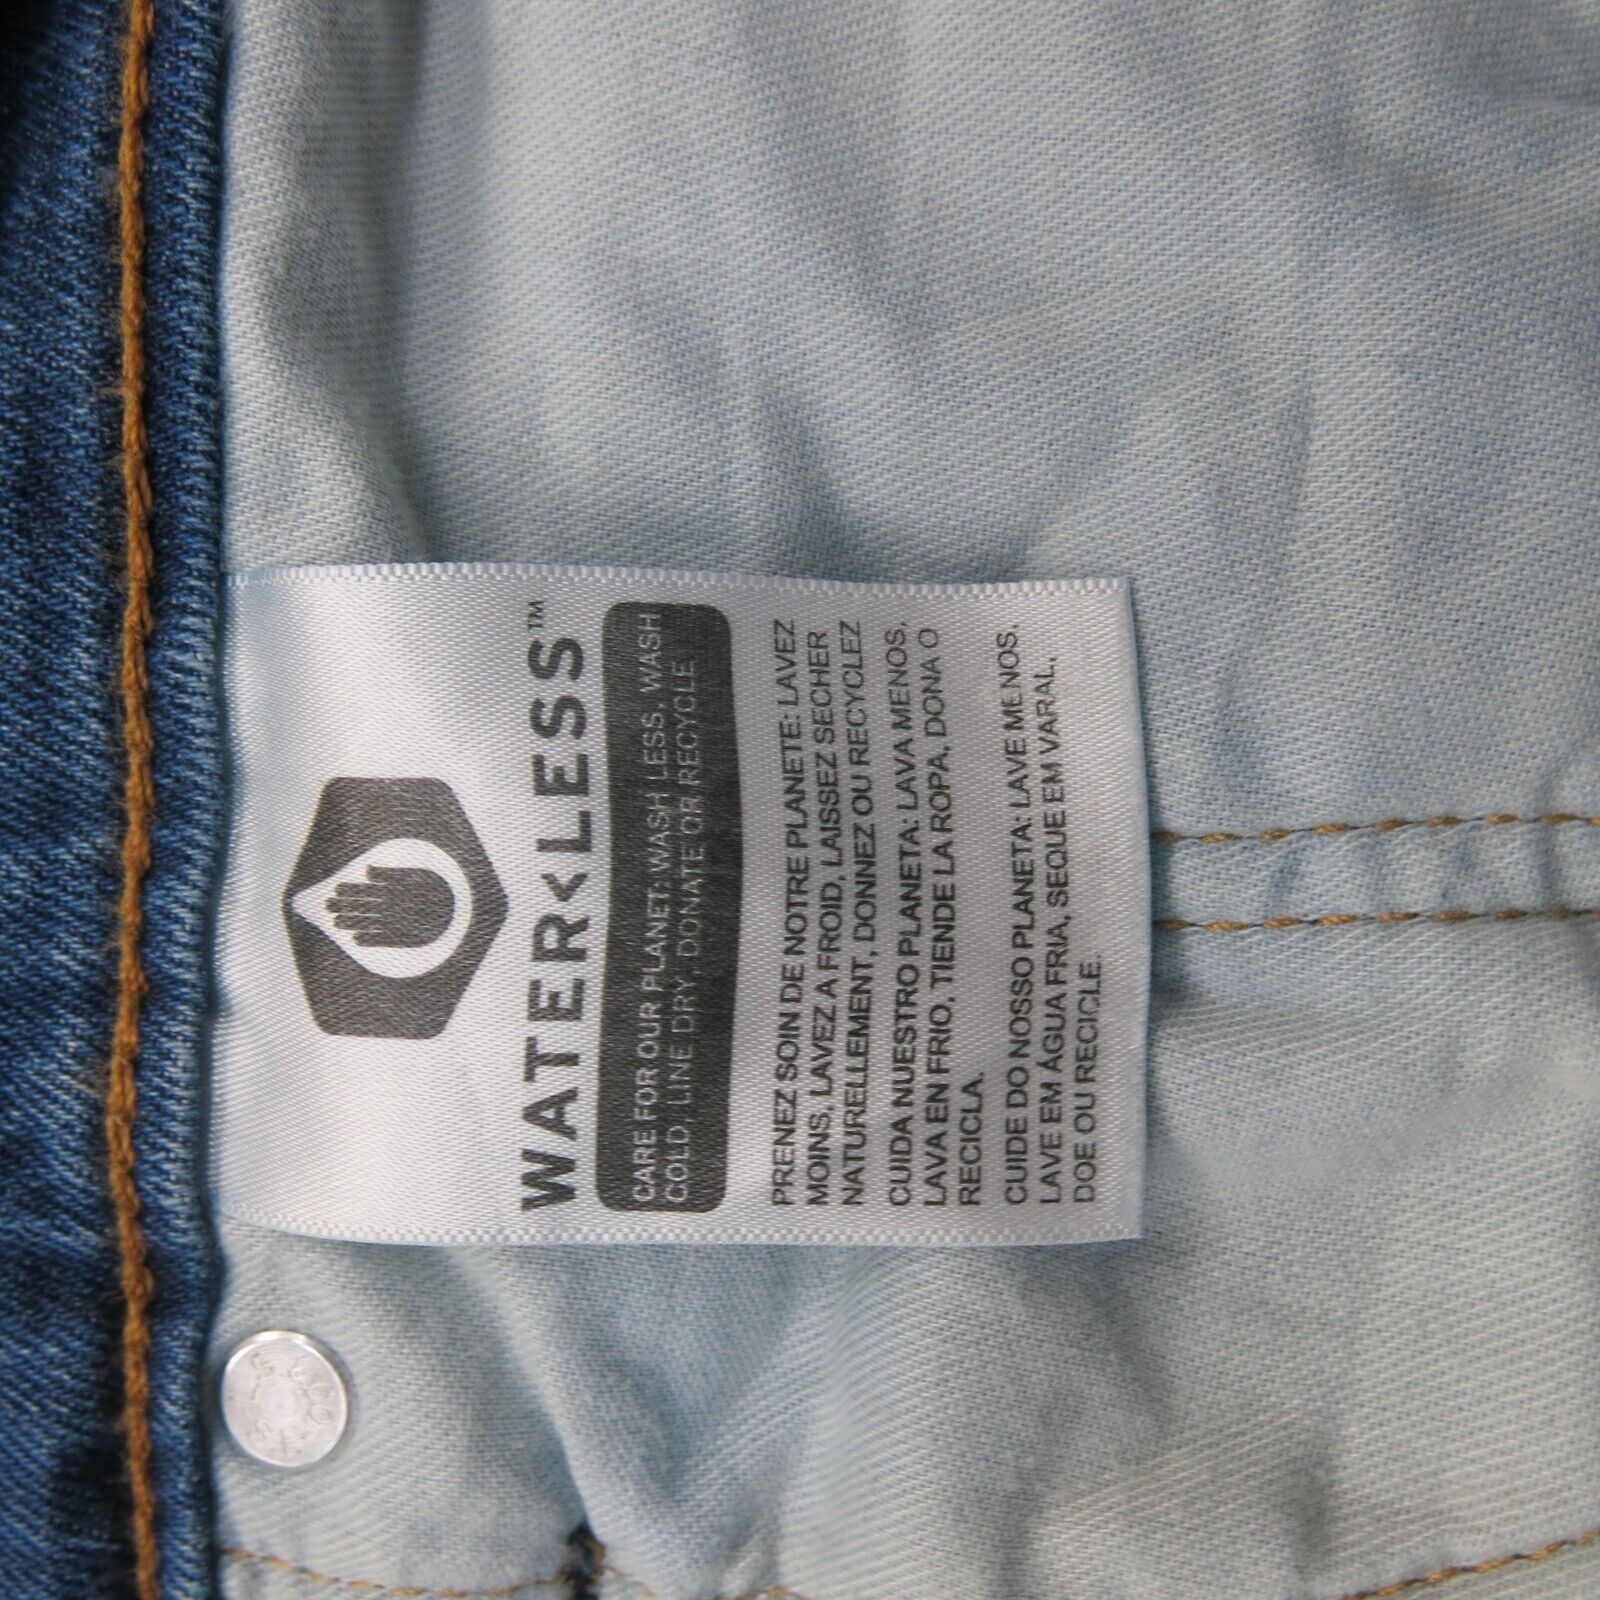 WATER<LESS™
CARE FOR OUR PLANET: WASH LESS, WASH
COLD, LINE DRY, DONATE OR RECYCLE
PRENEZ SOIN DE NOTRE PLANETE: LAVEZ
MOINS, LAVEZ A FROID, LAISSEZ SECHER
NATURELLEMENT, DONNEZ OU RECYCLEZ
CUIDA NUESTRO PLANETA: LAVA MENOS,
LAVA EN FRIO, TIENDE LA ROPA, DONA O
RECICLA.
CUIDE DO NOSSO PLANETA: LAVE MENOS.
LAVE EM ÁGUA FRIA, SEQUE EM VARAL,
DOE OU RECICLE.